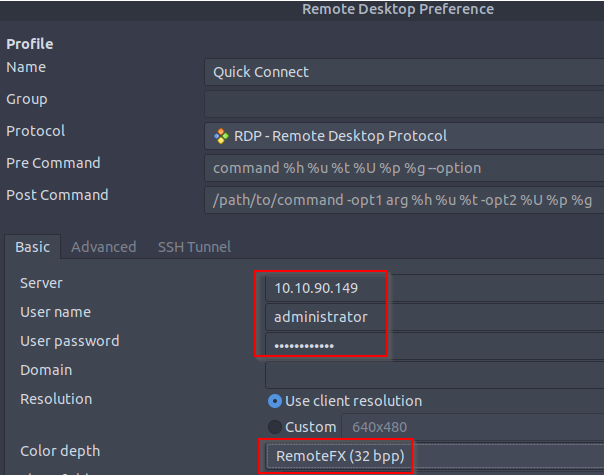 Remote Desktop Preference
Profile
Name Quick Connect
Group
Protocol RDP - Remote Desktop Protocol
Pre Command command %h %u %t %U %p %g --option
Post Command /path/to/command -opt1 arg %h %u %t -opt2 %U %p %g
Basic Advanced SSH Tunnel
Server 10.10.90.149
User name administrator
User password ••••••••••••
Domain
Resolution Use client resolution
Custom 640x480
Color depth RemoteFX (32 bpp)